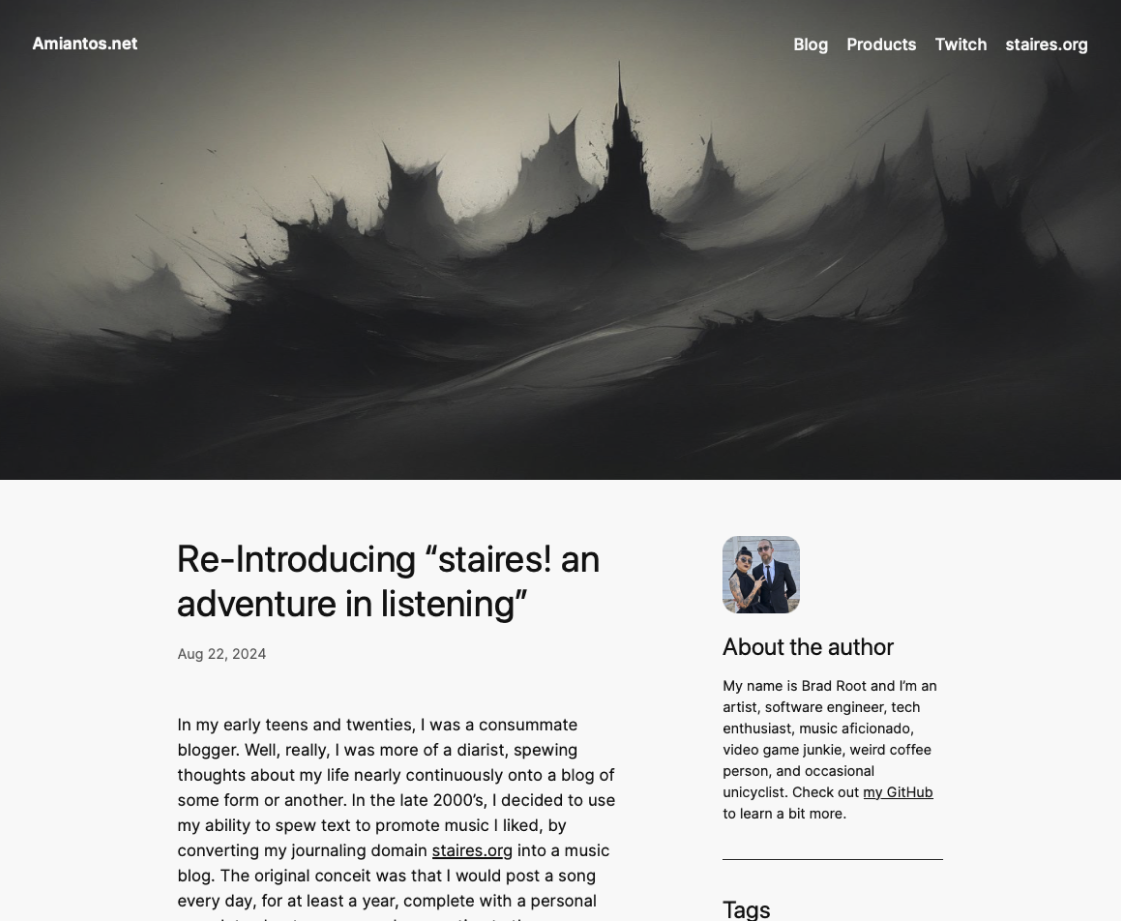 Amiantos.net
Blog Products Twitch staires.org
Re-Introducing “staires! an
adventure in listening”
Aug 22, 2024
In my early teens and twenties, I was a consummate
blogger. Well, really, I was more of a diarist, spewing
thoughts about my life nearly continuously onto a blog of
some form or another. In the late 2000’s, I decided to use
my ability to spew text to promote music I liked, by
converting my journaling domain staires.org into a music
blog. The original conceit was that I would post a song
every day, for at least a year, complete with a personal
About the author
My name is Brad Root and I’m an
artist, software engineer, tech
enthusiast, music aficionado,
video game junkie, weird coffee
person, and occasional
unicyclist. Check out my GitHub
to learn a bit more.
Tags